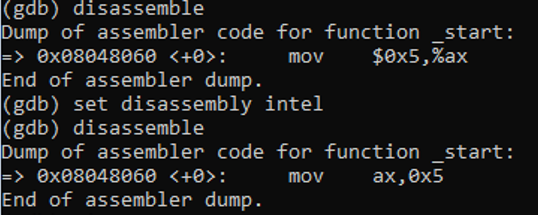 (gdb) disassemble
Dump of assembler code for function _start:
=> 0x08048060 <+0>:     mov    $0x5,%ax
End of assembler dump.
(gdb) set disassembly intel
(gdb) disassemble
Dump of assembler code for function _start:
=> 0x08048060 <+0>:     mov    ax,0x5
End of assembler dump.